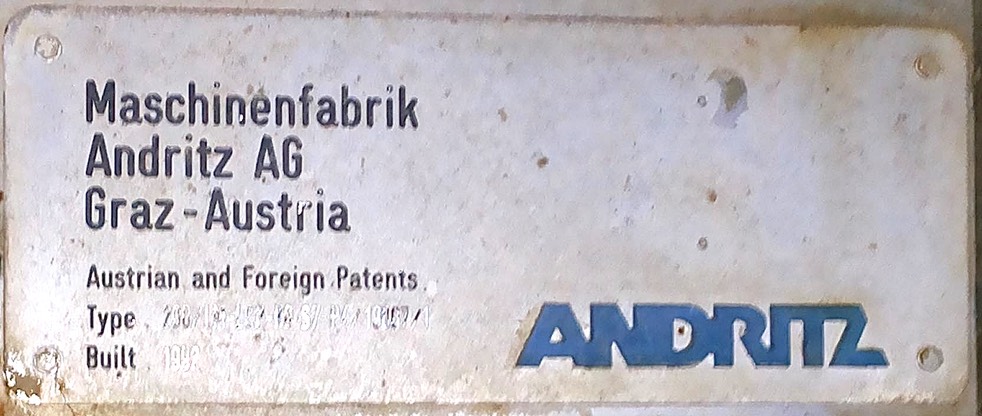 Maschinenfabrik
Andritz AG
Graz-Austria
Austrian and Foreign Patents
Type
Built
ANDRITZ